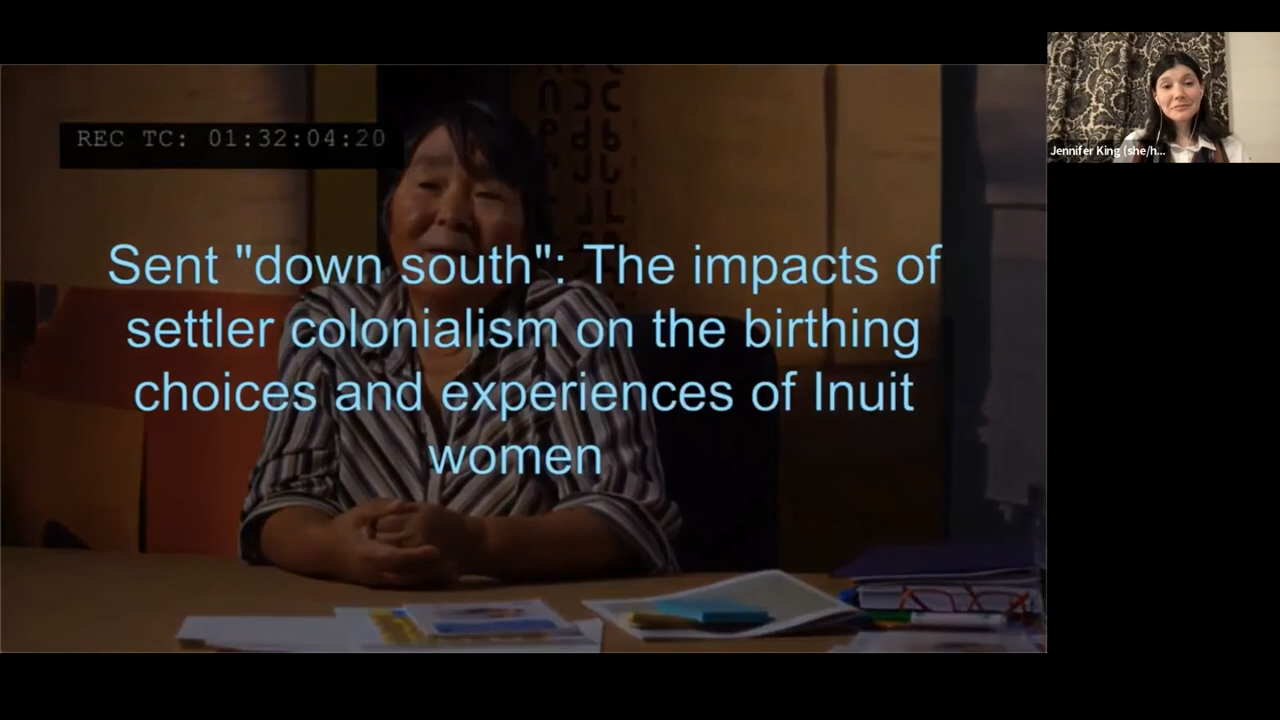 REC TC: 01:32:04:20
Sent "down south": The impacts of
settler colonialism on the birthing
choices and experiences of Inuit
women
Jennifer King (she/h...